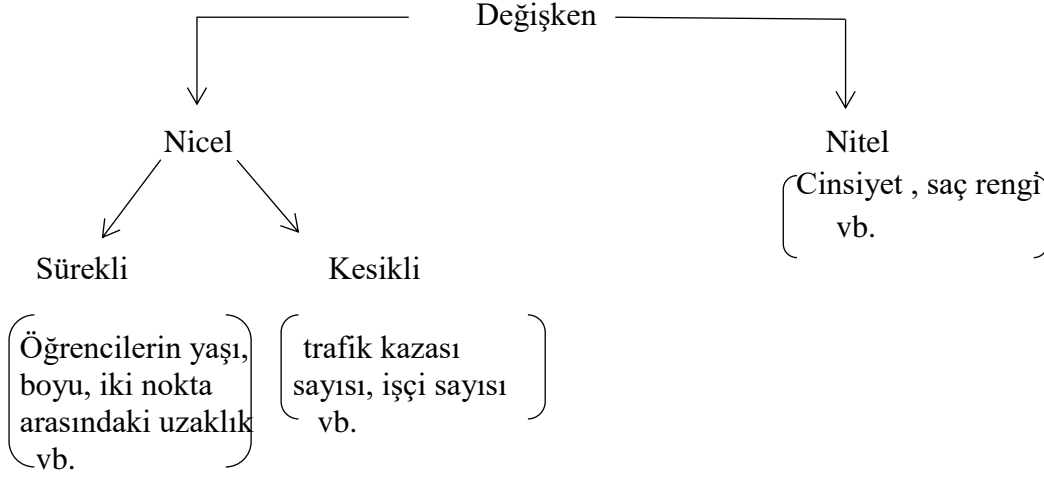 Değişken
Nicel
Nitel
Cinsiyet , saç rengi
vb.
Sürekli
Kesikli
Öğrencilerin yaşı,
boyu, iki nokta
arasındaki uzaklık
vb.
trafik kazası
sayısı, işçi sayısı
vb.